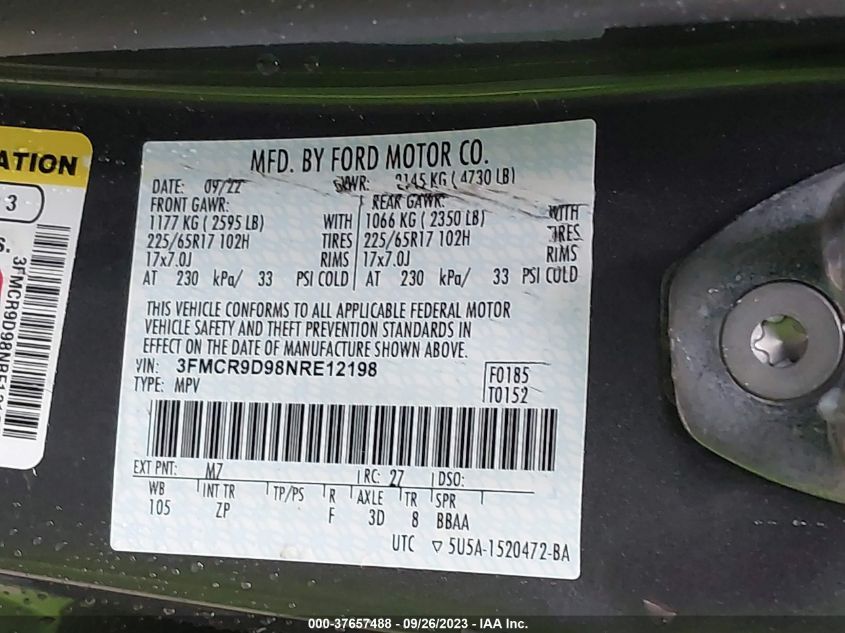 ATION
3
S.
3FMCR9D98NRE121
MFD. BY FORD MOTOR CO.
DATE: 09/22 GVWR: 2145 KG ( 4730 LB)
FRONT GAWR: REAR GAWR:
1177 KG ( 2595 LB) WITH 1066 KG ( 2350 LB) WITH
225/65R17 102H TIRES 225/65R17 102H TIRES
17x7.0J RIMS 17x7.0J RIMS
AT 230 kPa/ 33 PSI COLD AT 230 kPa/ 33 PSI COLD
THIS VEHICLE CONFORMS TO ALL APPLICABLE FEDERAL MOTOR
VEHICLE SAFETY AND THEFT PREVENTION STANDARDS IN
EFFECT ON THE DATE OF MANUFACTURE SHOWN ABOVE.
VIN: 3FMCR9D98NRE12198
TYPE: MPV
F0185
T0152
EXT PNT: M7 RC: 27 DSO:
WB INT TR TP/PS R AXLE TR SPR
105 ZP F 3D 8 BBAA
UTC ▽ 5U5A-1520472-BA
000-37657488 - 09/26/2023 - IAA Inc.